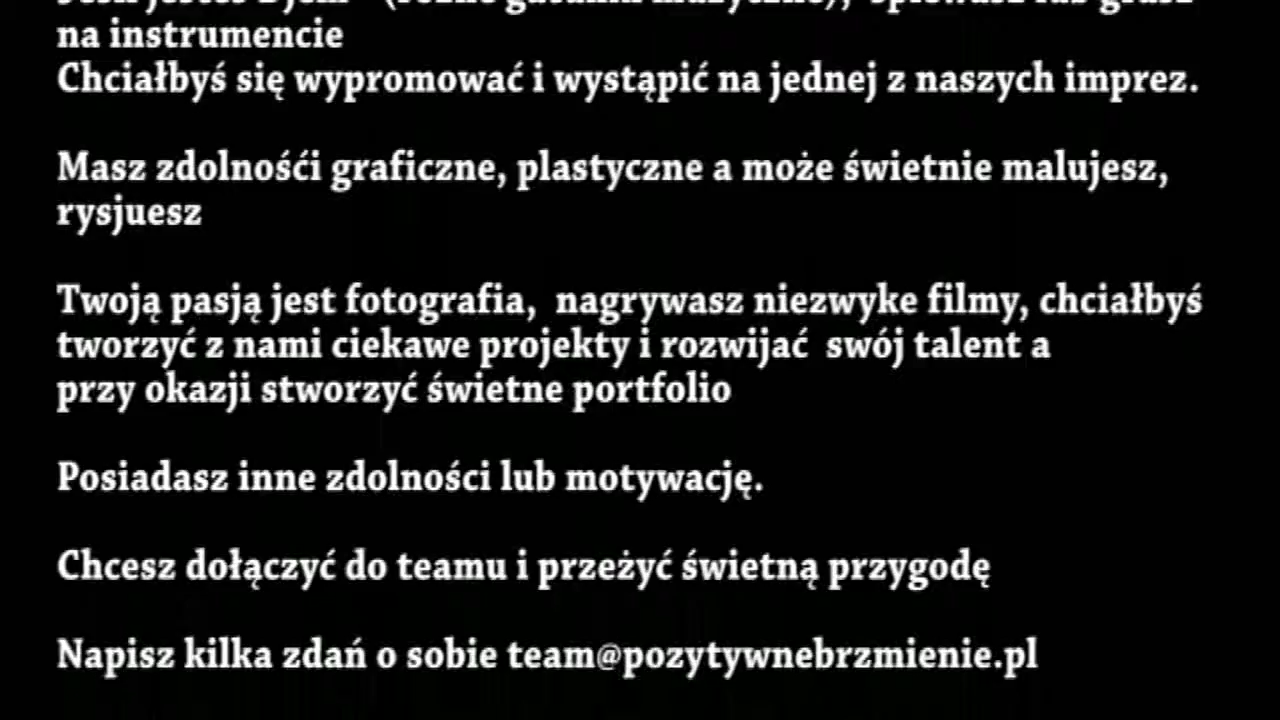 na instrumencie
Chciałbyś się wypromować i wystąpić na jednej z naszych imprez.
Masz zdolnośći graficzne, plastyczne a może świetnie malujesz,
rysjuesz
Twoją pasją jest fotografia,  nagrywasz niezwyke filmy, chciałbyś
tworzyć z nami ciekawe projekty i rozwijać  swój talent a
przy okazji stworzyć świetne portfolio
Posiadasz inne zdolności lub motywację.
Chcesz dołączyć do teamu i przeżyć świetną przygodę
Napisz kilka zdań o sobie team@pozytywnebrzmienie.pl